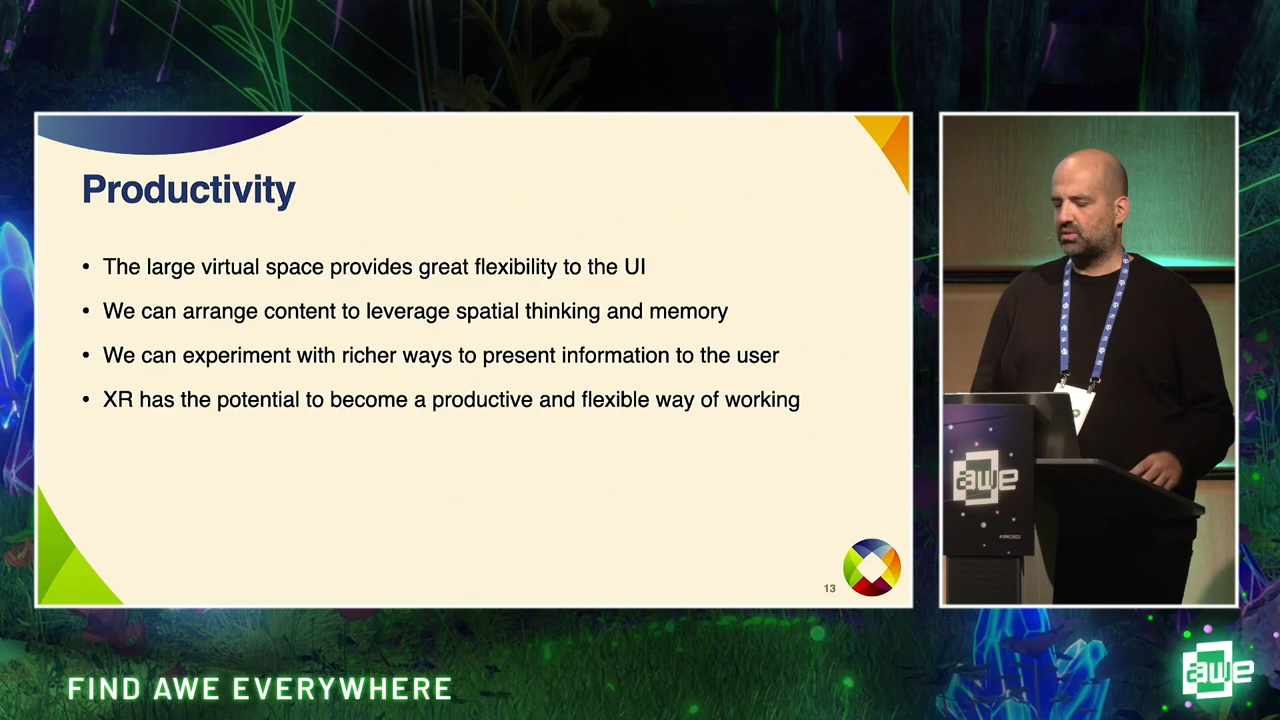 Productivity
• The large virtual space provides great flexibility to the UI
• We can arrange content to leverage spatial thinking and memory
• We can experiment with richer ways to present information to the user
• XR has the potential to become a productive and flexible way of working
13
awe
FIND AWE EVERYWHERE
awe